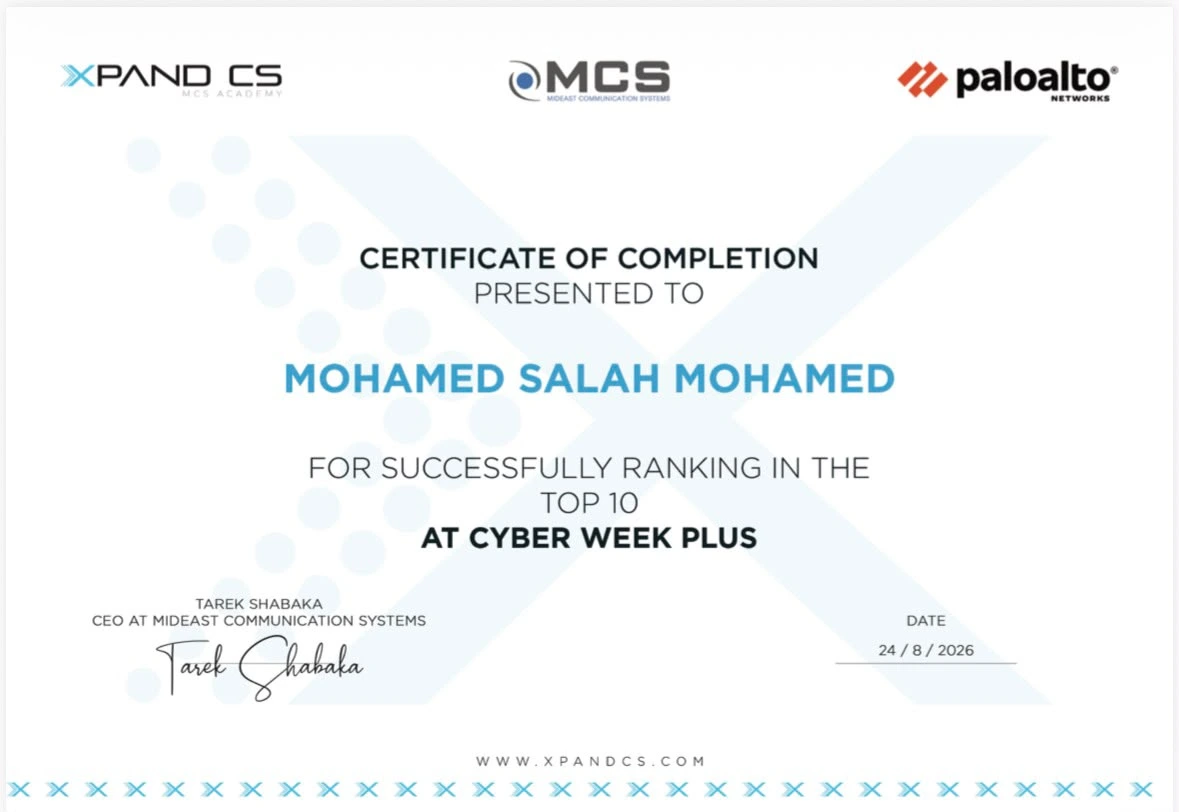 XPAND CS
MCS ACADEMY
MCS
MIDEAST COMMUNICATION SYSTEMS
paloalto®
NETWORKS
CERTIFICATE OF COMPLETION
PRESENTED TO
MOHAMED SALAH MOHAMED
FOR SUCCESSFULLY RANKING IN THE
TOP 10
AT CYBER WEEK PLUS
TAREK SHABAKA
CEO AT MIDEAST COMMUNICATION SYSTEMS
Tarek Shabaka
DATE
24 / 8 / 2026
WWW.XPANDCS.COM